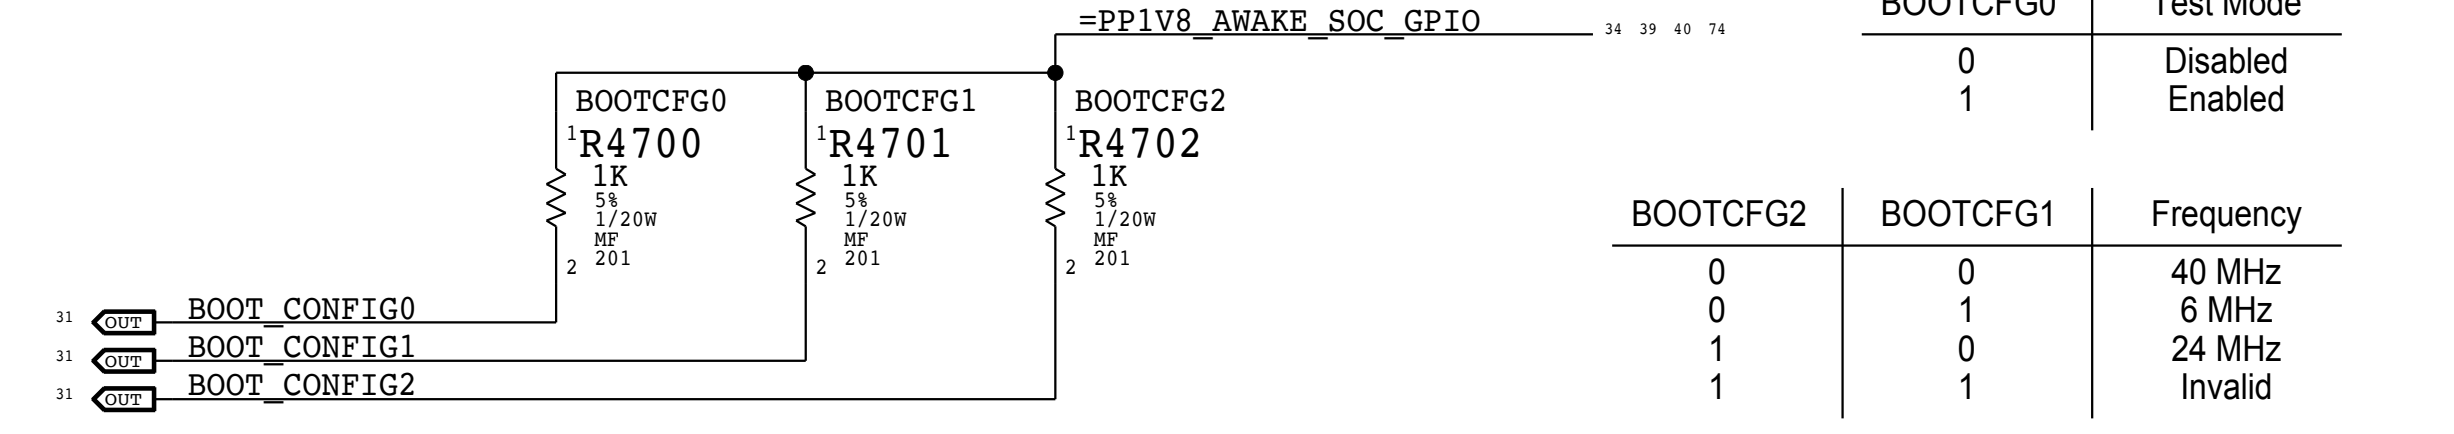 =PP1V8_AWAKE_SOC_GPIO 34 39 40 74
BOOTCFG0 BOOTCFG1 BOOTCFG2
1 R4700 1 R4701 1 R4702
1K 1K 1K
5% 5% 5%
1/20W 1/20W 1/20W
MF MF MF
201 201 201
2 2 2
31 OUT BOOT_CONFIG0
31 OUT BOOT_CONFIG1
31 OUT BOOT_CONFIG2
BOOTCFG0 Test Mode
0 Disabled
1 Enabled
BOOTCFG2 BOOTCFG1 Frequency
0 0 40 MHz
0 1 6 MHz
1 0 24 MHz
1 1 Invalid